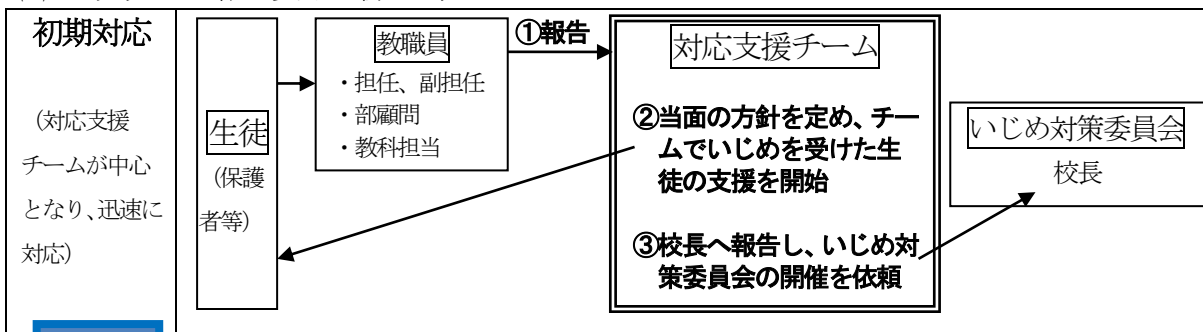 初期対応
(対応支援
チームが中心
となり、迅速に
対応)
生徒
(保護
者等)
教職員
・担任、副担任
・部顧問
・教科担当
①報告
対応支援チーム
②当面の方針を定め、チー
ムでいじめを受けた生
徒の支援を開始
③校長へ報告し、いじめ対
策委員会の開催を依頼
いじめ対策委員会
校長